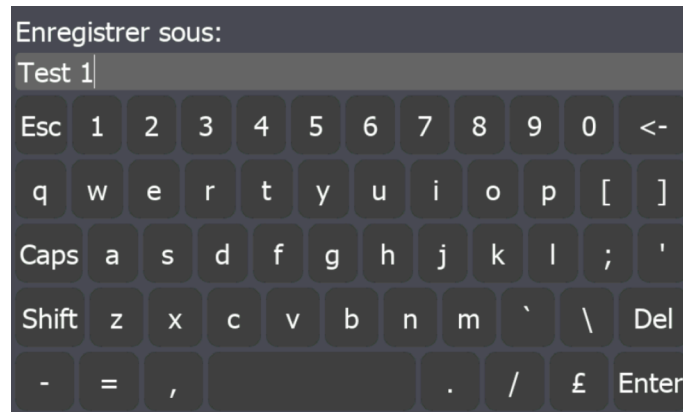 Enregistrer sous:
Test 1
Esc 1 2 3 4 5 6 7 8 9 0 <-
q w e r t y u i o p [ ]
Caps a s d f g h j k l ; '
Shift z x c v b n m ` \ Del
- = , . / £ Enter